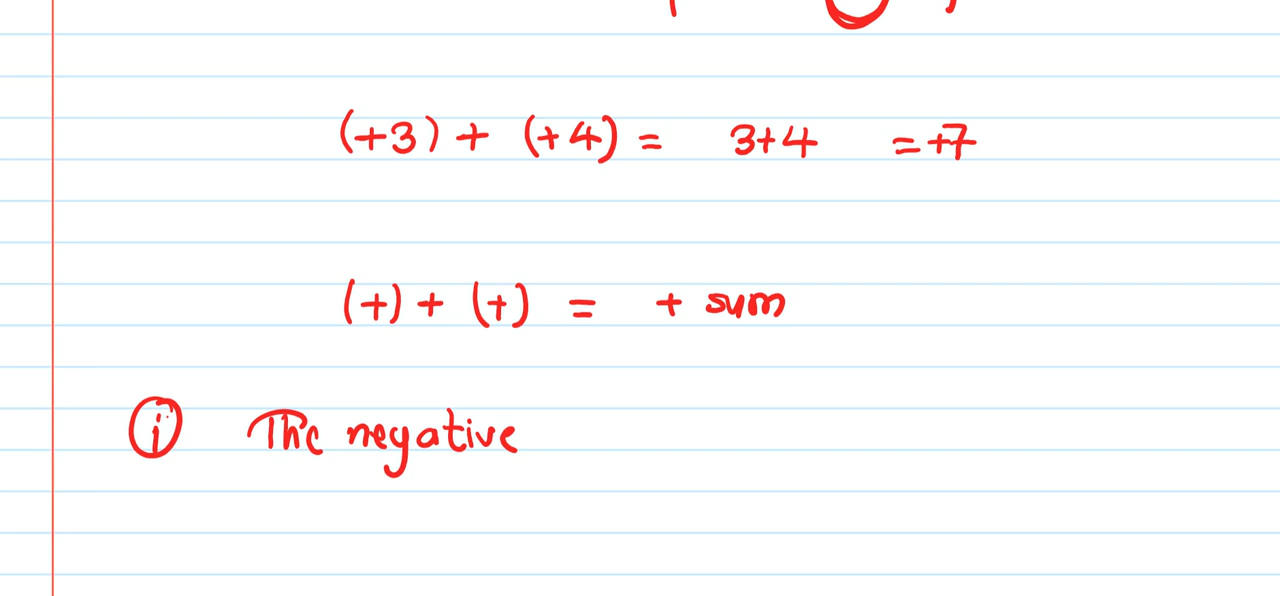 (+3) + (+4) = 3+4 = +7
(+) + (+) = + sum
i The negative